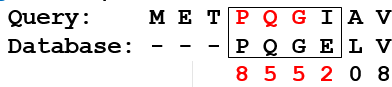 Query: M E T P Q G I A V
Database: - - - P Q G E L V
8 5 5 2 0 8